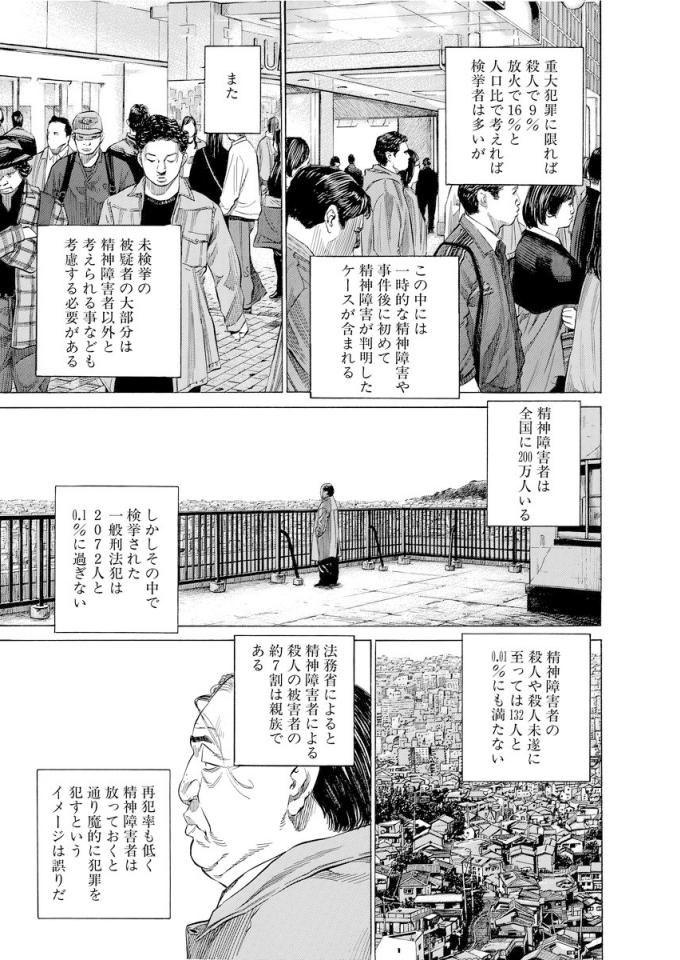 重大犯罪に限れば
殺人で9%
放火で16%と
人口比で考えれば
検挙者は多いが
この中には
一時的な精神障害や
事件後に初めて
精神障害が判明した
ケースが含まれる
また
未検挙の
被疑者の大部分は
精神障害者以外と
考えられる事なども
考慮する必要がある
精神障害者は
全国に200万人いる
しかしその中で
検挙された
一般刑法犯は
2072人と
0.1%に過ぎない
精神障害者の
殺人や殺人未遂に
至っては132人と
0.01%にも満たない
法務省によると
精神障害者による
殺人の被害者の
約7割は親族で
ある
再犯率も低く
精神障害者は
放っておくと
通り魔的に犯罪を
犯すという
イメージは誤りだ